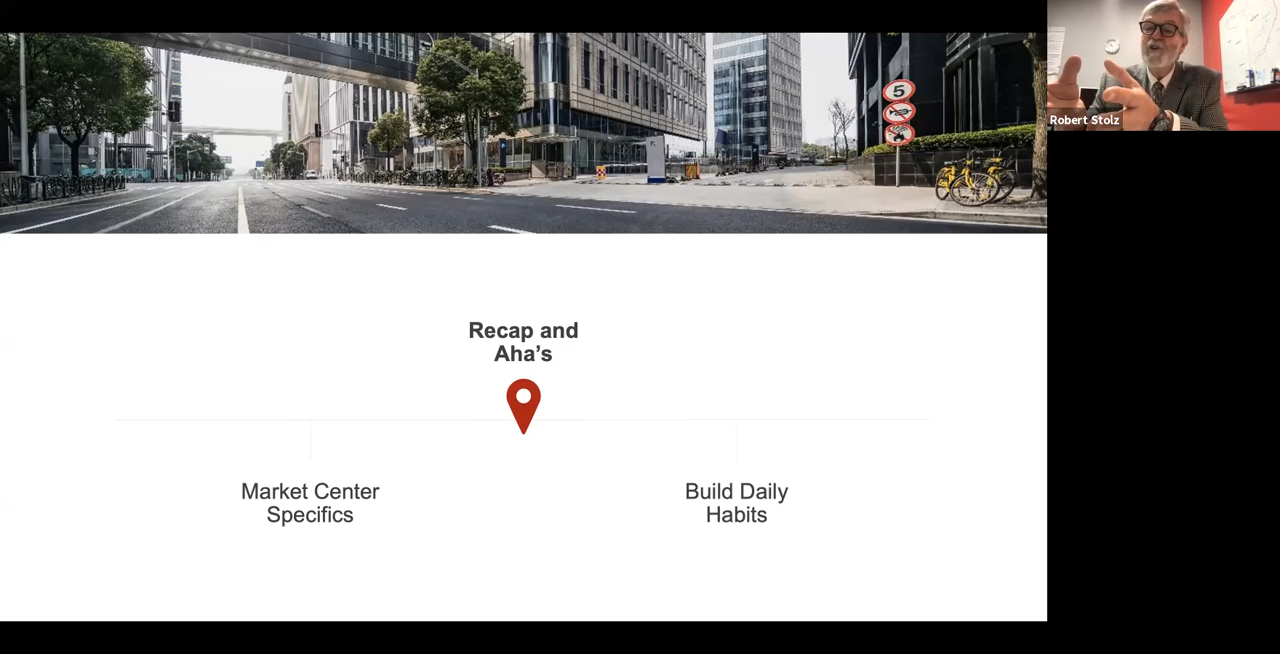 5
Robert Stolz
Recap and
Aha’s
Market Center
Specifics
Build Daily
Habits